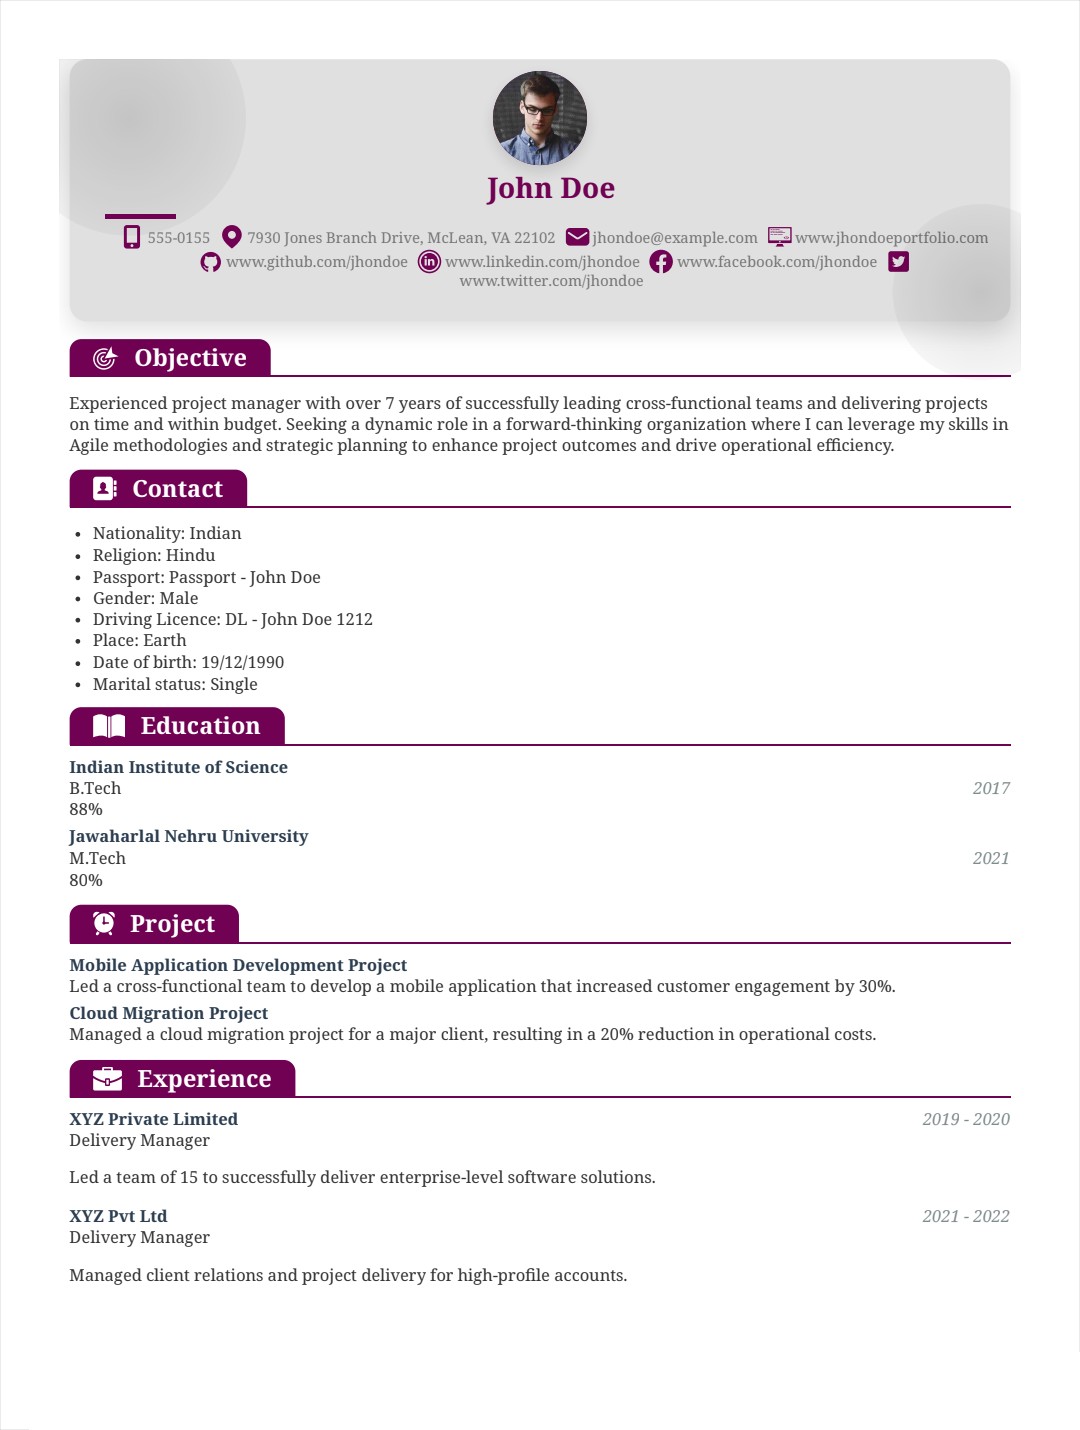 John Doe
555-0155 7930 Jones Branch Drive, McLean, VA 22102 jhondoe@example.com www.jhondoeportfolio.com
www.github.com/jhondoe www.linkedin.com/jhondoe www.facebook.com/jhondoe
www.twitter.com/jhondoe
Objective
Experienced project manager with over 7 years of successfully leading cross-functional teams and delivering projects
on time and within budget. Seeking a dynamic role in a forward-thinking organization where I can leverage my skills in
Agile methodologies and strategic planning to enhance project outcomes and drive operational efficiency.
Contact
• Nationality: Indian
• Religion: Hindu
• Passport: Passport - John Doe
• Gender: Male
• Driving Licence: DL - John Doe 1212
• Place: Earth
• Date of birth: 19/12/1990
• Marital status: Single
Education
Indian Institute of Science
B.Tech 2017
88%
Jawaharlal Nehru University
M.Tech 2021
80%
Project
Mobile Application Development Project
Led a cross-functional team to develop a mobile application that increased customer engagement by 30%.
Cloud Migration Project
Managed a cloud migration project for a major client, resulting in a 20% reduction in operational costs.
Experience
XYZ Private Limited 2019 - 2020
Delivery Manager
Led a team of 15 to successfully deliver enterprise-level software solutions.
XYZ Pvt Ltd 2021 - 2022
Delivery Manager
Managed client relations and project delivery for high-profile accounts.